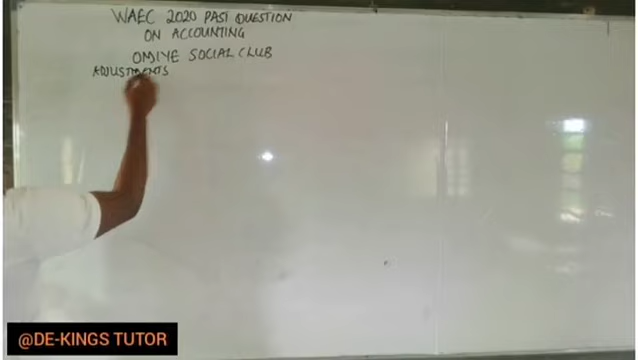 WAEC 2020 PAST QUESTION
ON ACCOUNTING
OMIYE SOCIAL CLUB
ADJUSTMENTS
@DE-KINGS TUTOR